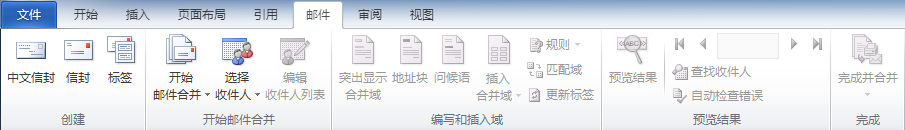 文件 开始 插入 页面布局 引用 邮件 审阅 视图
中文信封 信封 标签
创建
开始
邮件合并
选择
收件人
编辑
收件人列表
开始邮件合并
突出显示
合并域
地址块 问候语
插入
合并域
规则
匹配域
更新标签
编写和插入域
ABC
预览结果
查找收件人
自动检查错误
预览结果
完成并合并
完成